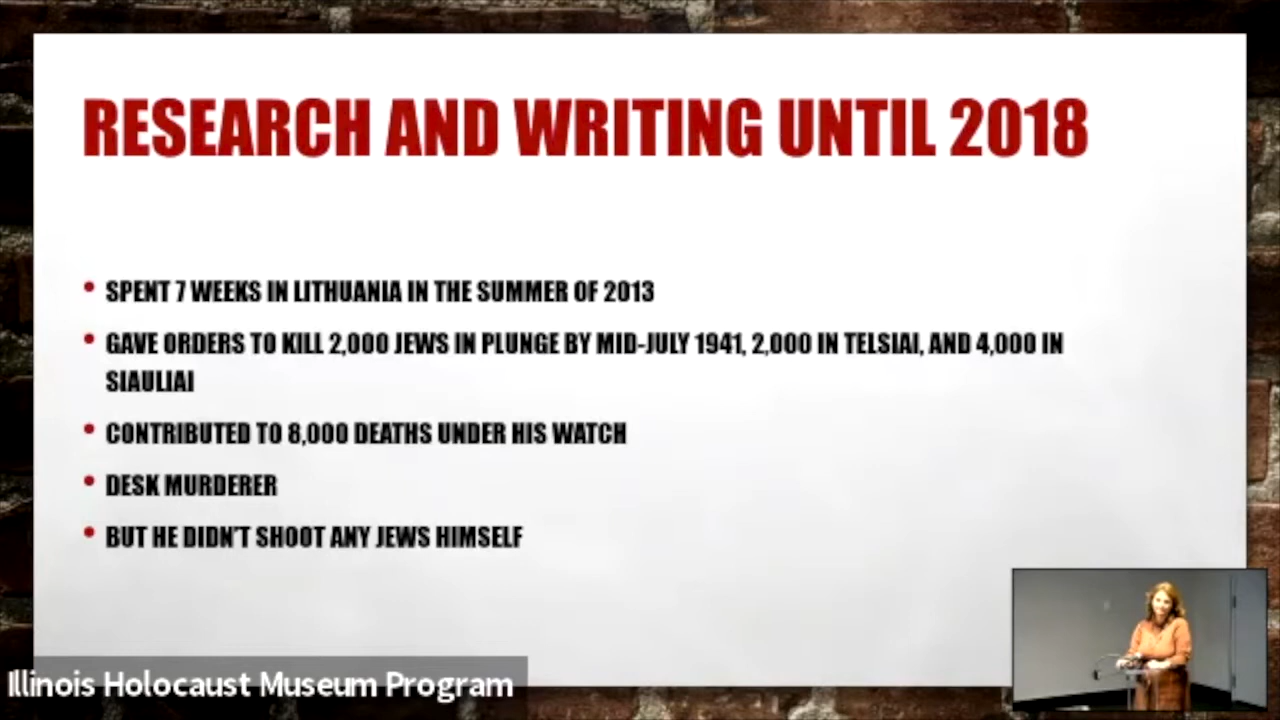 RESEARCH AND WRITING UNTIL 2018
• SPENT 7 WEEKS IN LITHUANIA IN THE SUMMER OF 2013
• GAVE ORDERS TO KILL 2,000 JEWS IN PLUNGE BY MID-JULY 1941, 2,000 IN TELSIAI, AND 4,000 IN
SIAULIAI
• CONTRIBUTED TO 8,000 DEATHS UNDER HIS WATCH
• DESK MURDERER
• BUT HE DIDN'T SHOOT ANY JEWS HIMSELF
Illinois Holocaust Museum Program